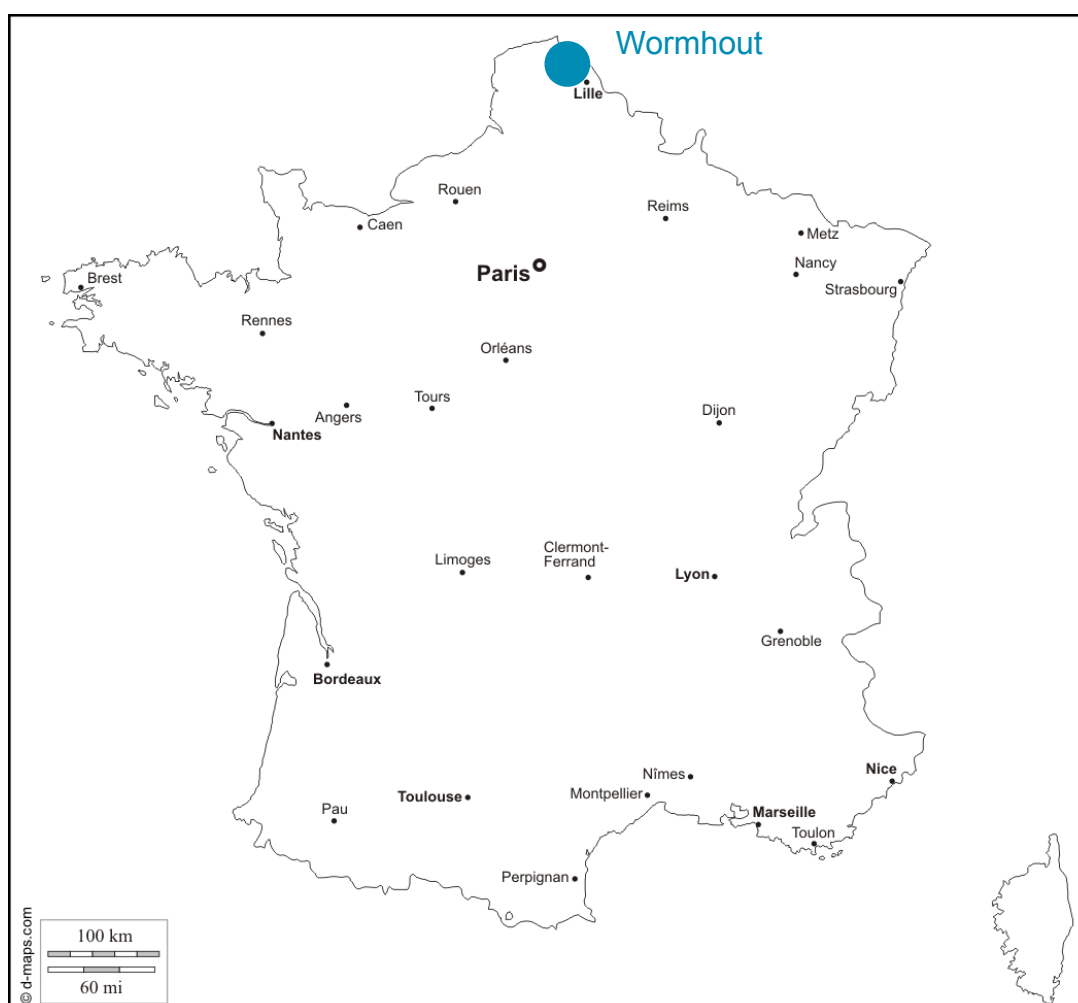 Wormhout
Lille
Rouen
Caen
Reims
Metz
Nancy
Strasbourg
Paris
Brest
Rennes
Orléans
Tours
Angers
Nantes
Dijon
Limoges
Clermont-
Ferrand
Lyon
Grenoble
Bordeaux
Nîmes
Nice
Montpellier
Toulouse
Pau
Marseille
Toulon
Perpignan
100 km
60 mi
© d-maps.com